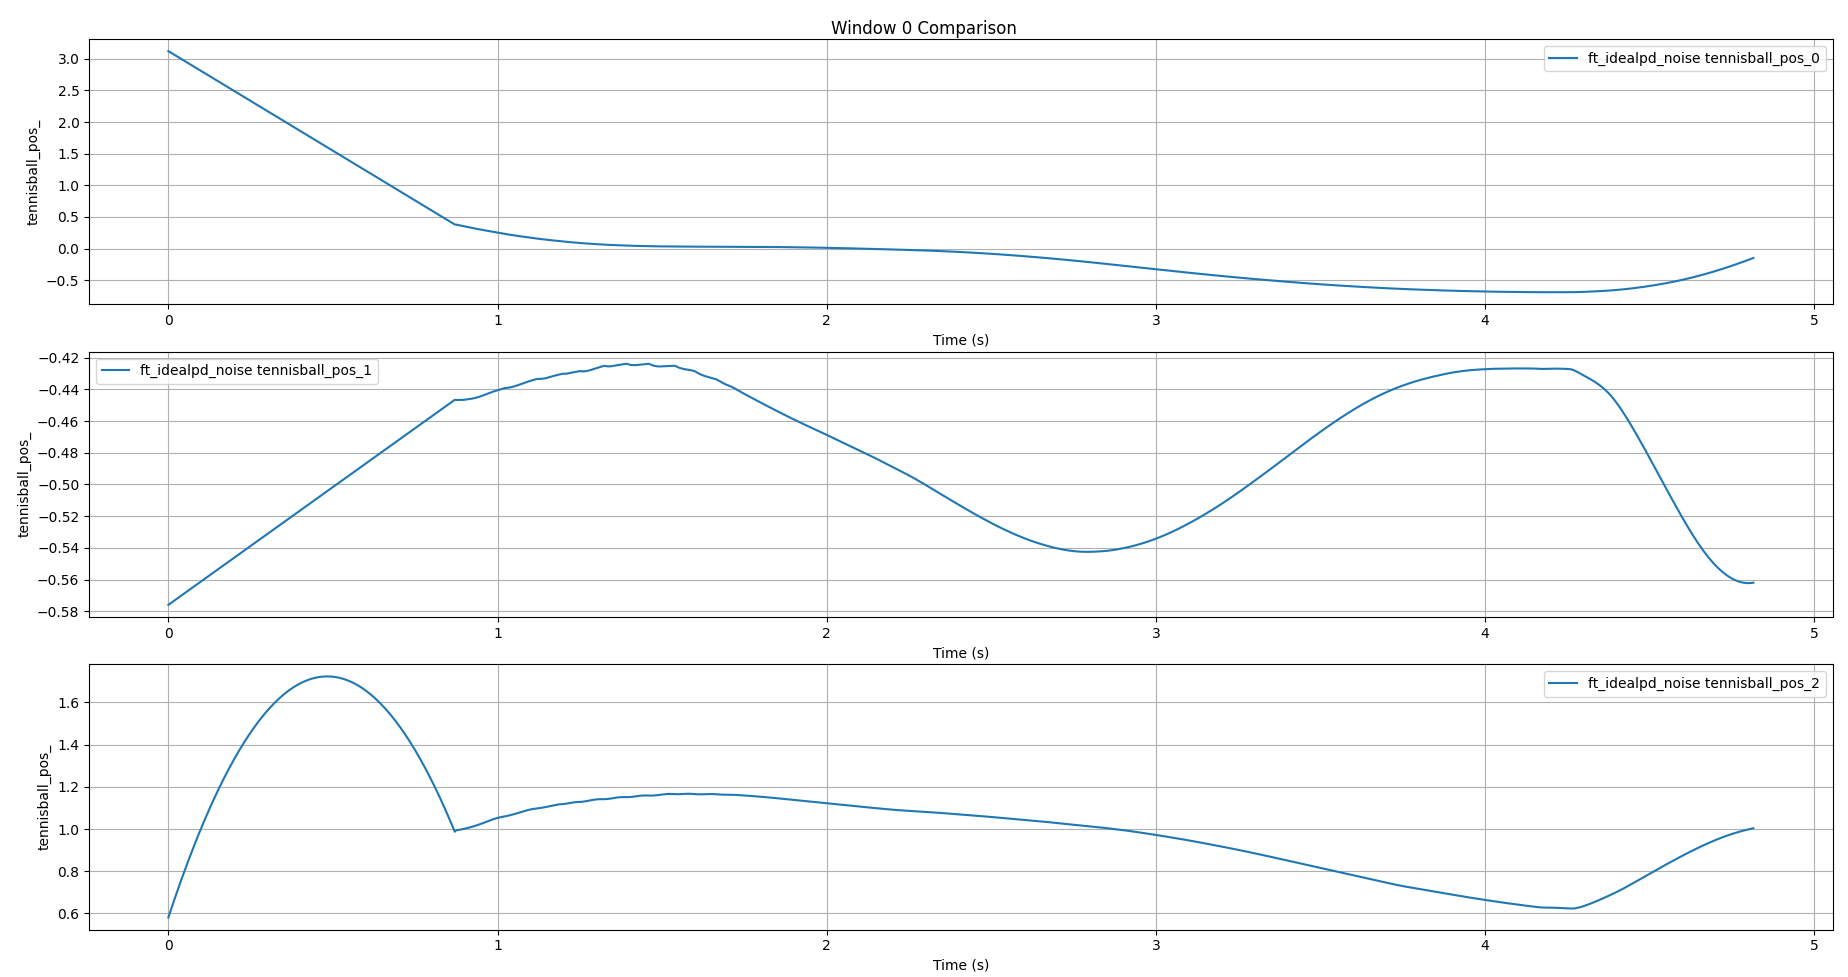 Window 0 Comparison
3.0
2.5
2.0
1.5
1.0
0.5
0.0
−0.5
tennisball_pos_
ft_idealpd_noise tennisball_pos_0
0 1 2 3 4 5
Time (s)
−0.42
−0.44
−0.46
−0.48
−0.50
−0.52
−0.54
−0.56
−0.58
tennisball_pos_
ft_idealpd_noise tennisball_pos_1
0 1 2 3 4 5
Time (s)
1.6
1.4
1.2
1.0
0.8
0.6
tennisball_pos_
ft_idealpd_noise tennisball_pos_2
0 1 2 3 4 5
Time (s)